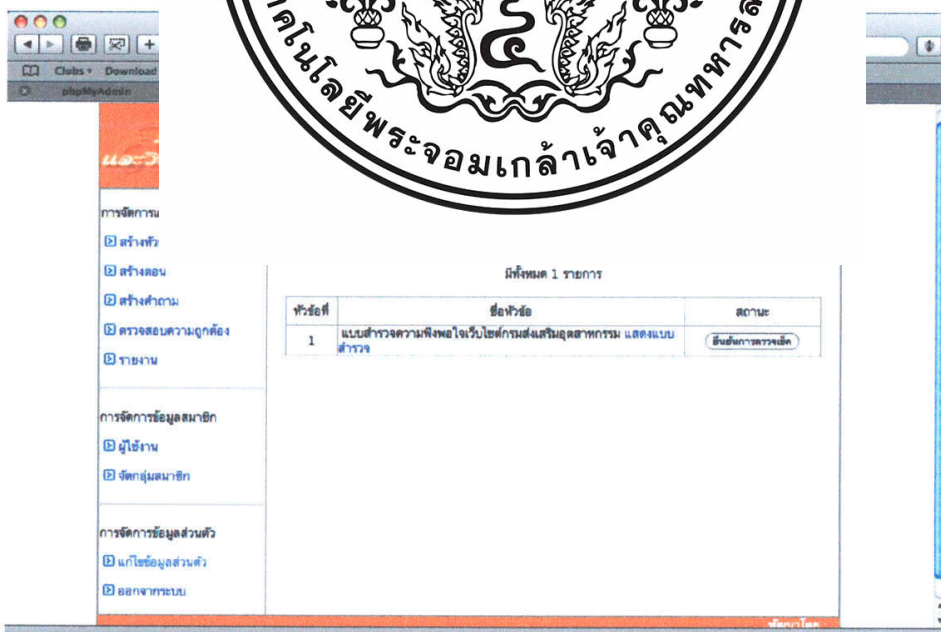 คโนโลยีพระจอมเกล้าเจ้าคุณทหาร
Clubs Download
phpMyAdmin
และวิ
การจัดการแ
สร้างหัว
สร้างตอน
สร้างคำถาม
ตรวจสอบความถูกต้อง
รายงาน
การจัดการข้อมูลสมาชิก
ผู้ใช้งาน
จัดกลุ่มสมาชิก
การจัดการข้อมูลส่วนตัว
แก้ไขข้อมูลส่วนตัว
ออกจากระบบ
มีทั้งหมด 1 รายการ
หัวข้อที่ ชื่อหัวข้อ สถานะ
1 แบบสำรวจความพึงพอใจเว็บไซต์กรมส่งเสริมอุตสาหกรรม แสดงแบบ
สำรวจ
ยืนยันการตรวจเช็ค
พัฒนาโดย